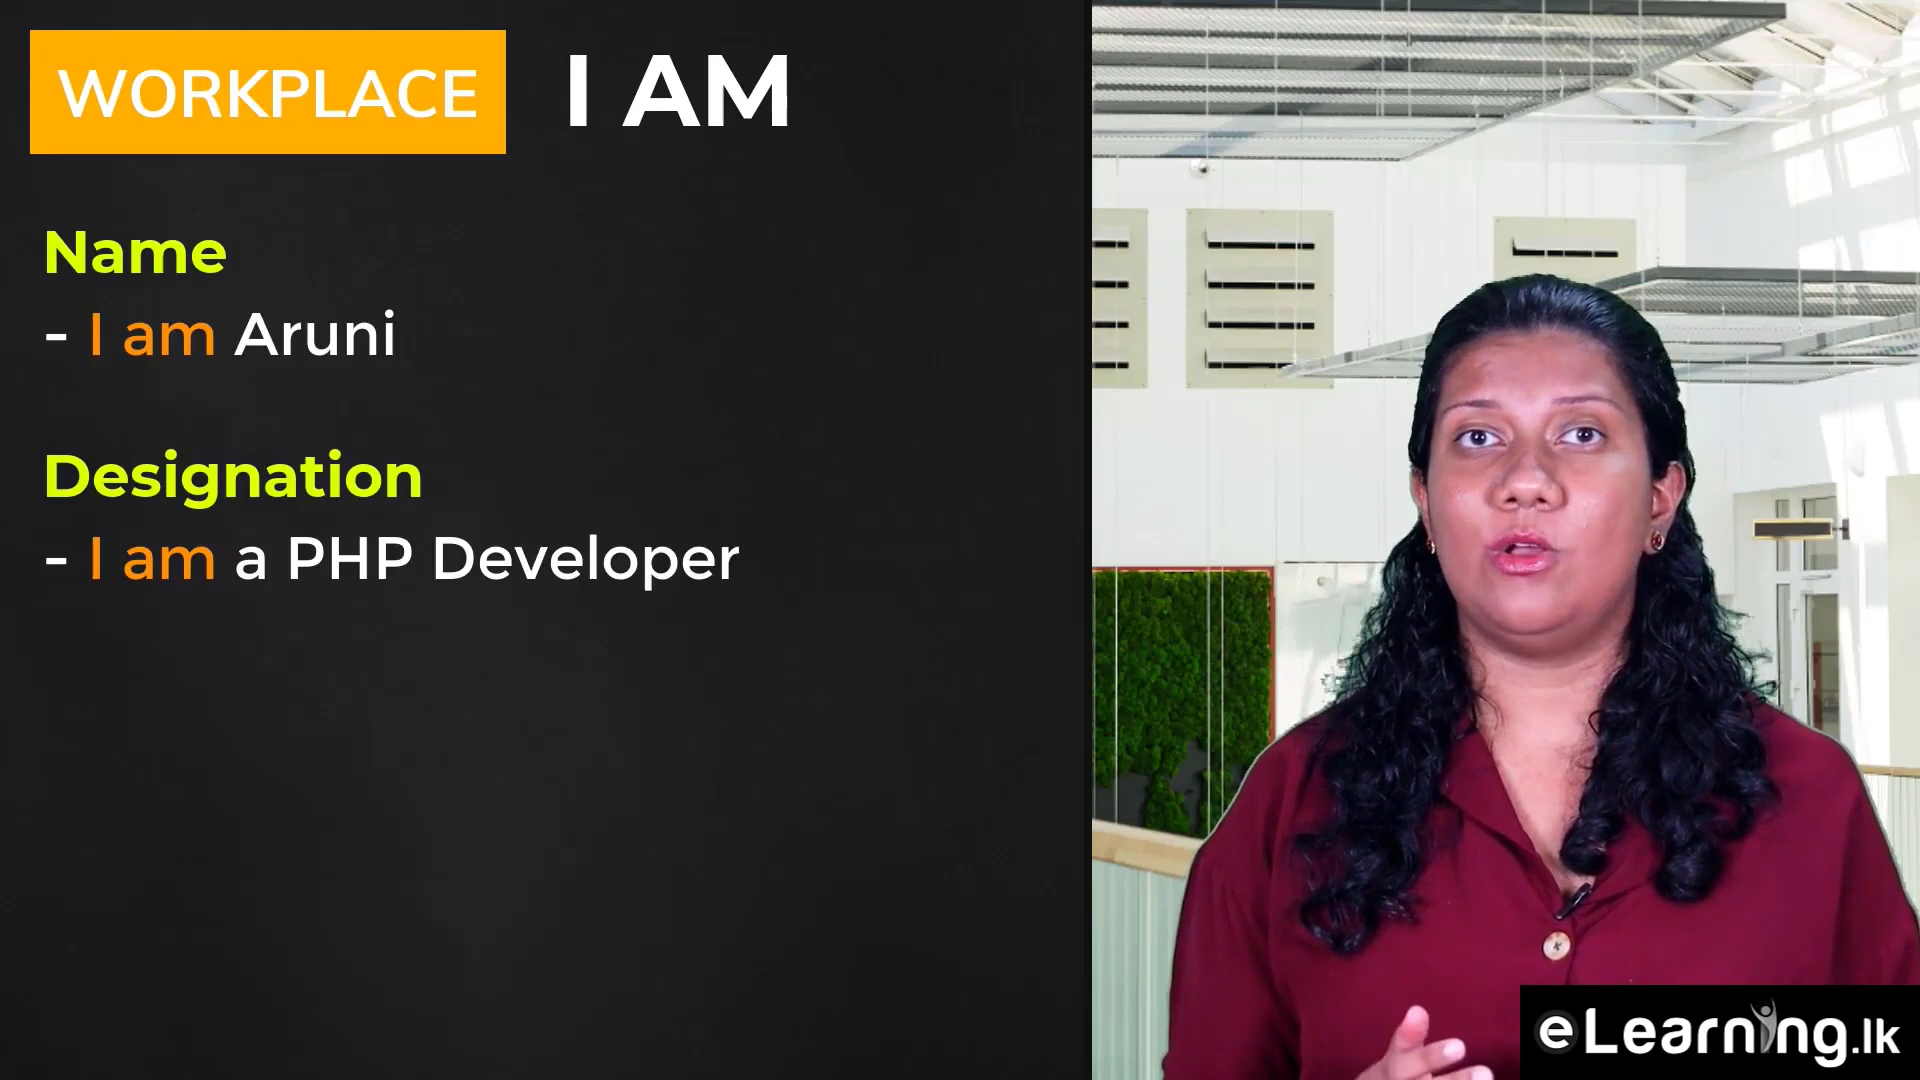 WORKPLACE I AM
Name
- I am Aruni
Designation
- I am a PHP Developer
eLearning.lk